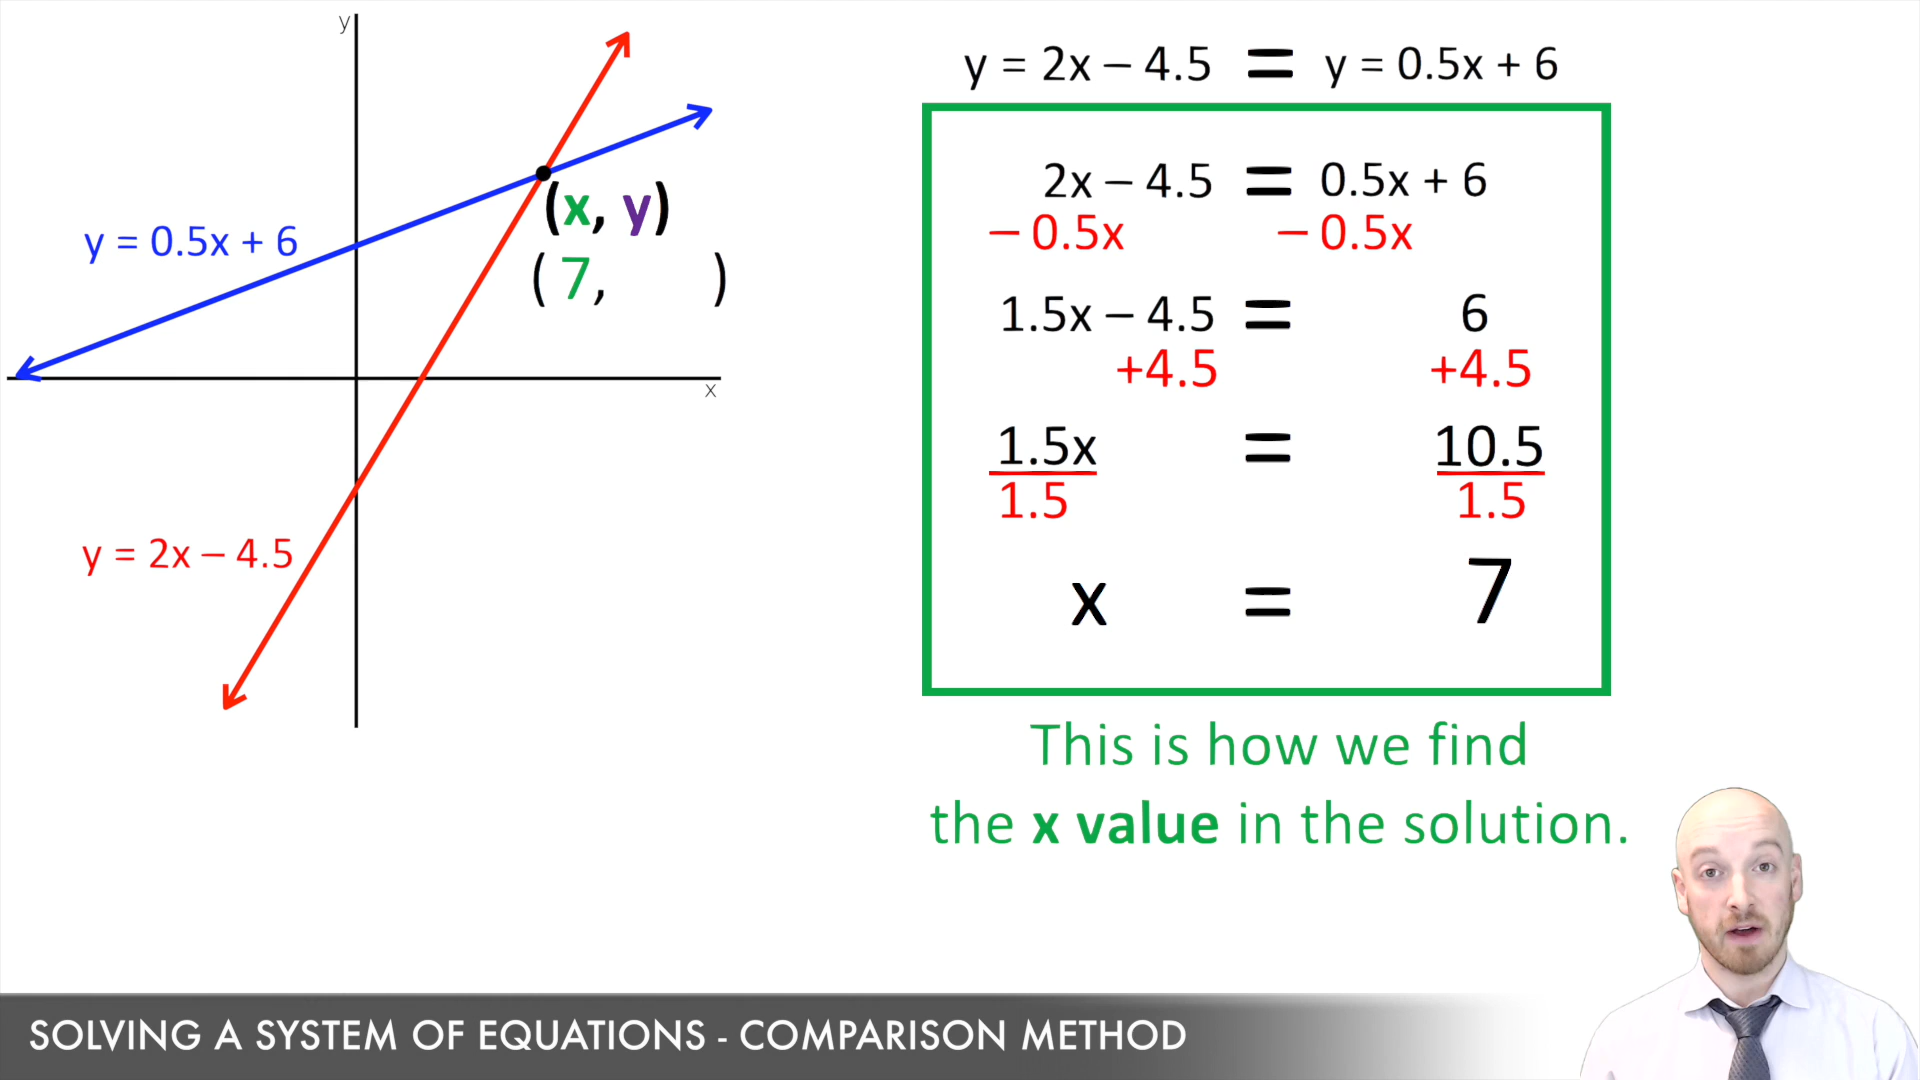 y
x
y = 0.5x + 6
(x, y)
( 7, )
y = 2x – 4.5
y = 2x – 4.5 = y = 0.5x + 6
2x – 4.5 = 0.5x + 6
– 0.5x – 0.5x
1.5x – 4.5 = 6
+4.5 +4.5
1.5x = 10.5
1.5 1.5
x = 7
This is how we find
the x value in the solution.
SOLVING A SYSTEM OF EQUATIONS - COMPARISON METHOD